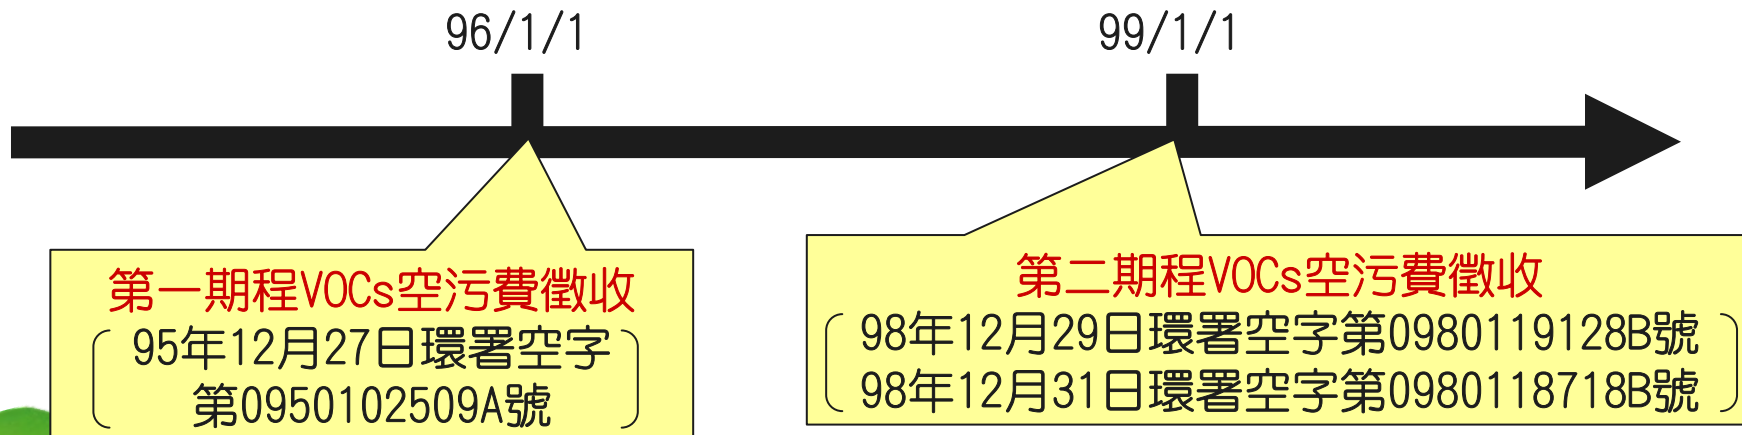 96/1/1
99/1/1
第一期程VOCs空污費徵收
95年12月27日環署空字
第0950102509A號
第二期程VOCs空污費徵收
98年12月29日環署空字第0980119128B號
98年12月31日環署空字第0980118718B號